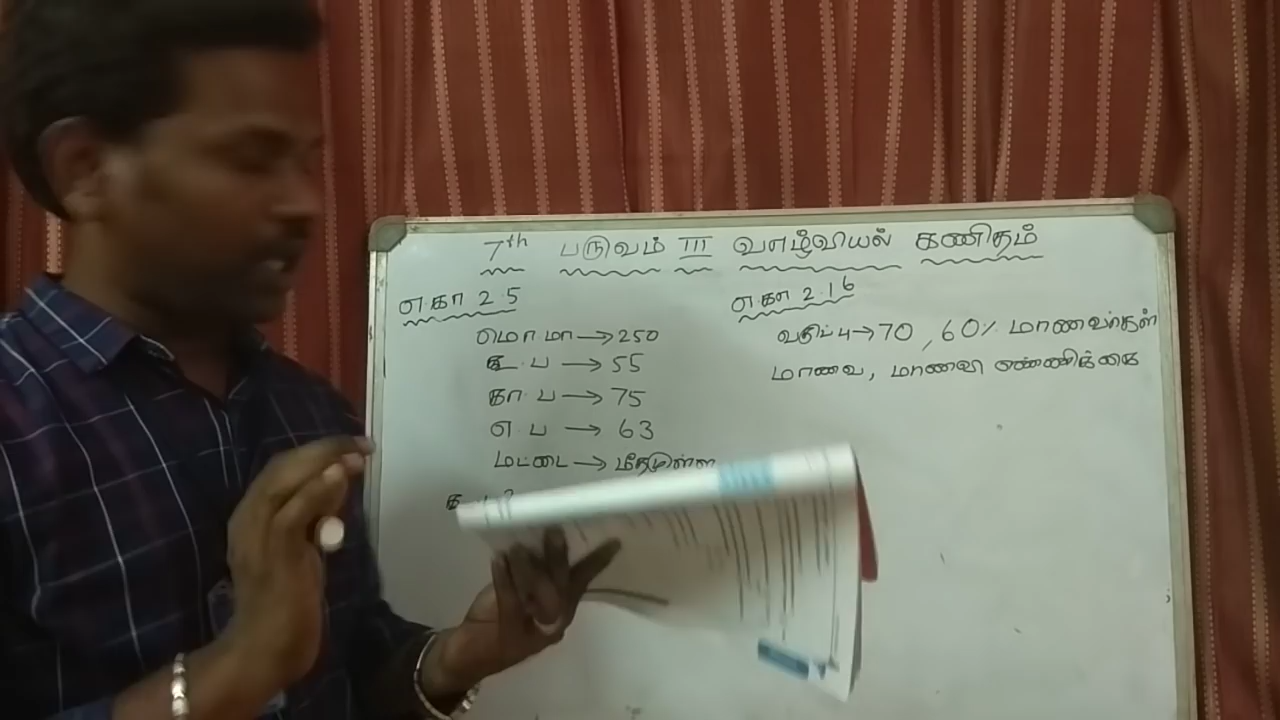 7th பருவம் III வாழ்வியல் கணிதம்
எ.கா 2.5
மொ மா → 250
க. ப → 55
கா. ப → 75
எ. ப → 63
மட்டை → மீதமுள்ள
எ.கா 2.16
வகுப்பு → 70 , 60% மாணவர்கள்
மாணவ, மாணவி எண்ணிக்கை